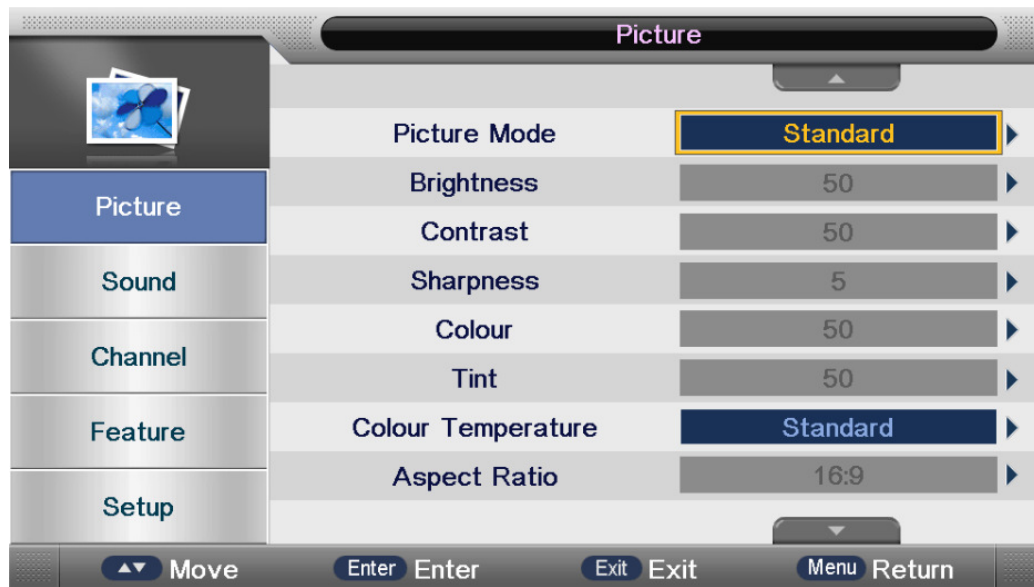 Picture
Picture Mode Standard
Brightness 50
Contrast 50
Sharpness 5
Colour 50
Tint 50
Colour Temperature Standard
Aspect Ratio 16:9
Picture
Sound
Channel
Feature
Setup
Move Enter Enter Exit Exit Menu Return